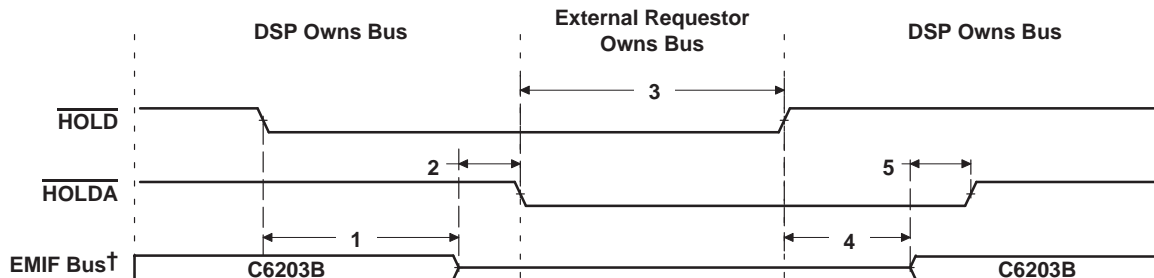 DSP Owns Bus
External Requestor
Owns Bus
DSP Owns Bus
3
HOLD
2
5
HOLDA
1
4
EMIF Bus†
C6203B
C6203B